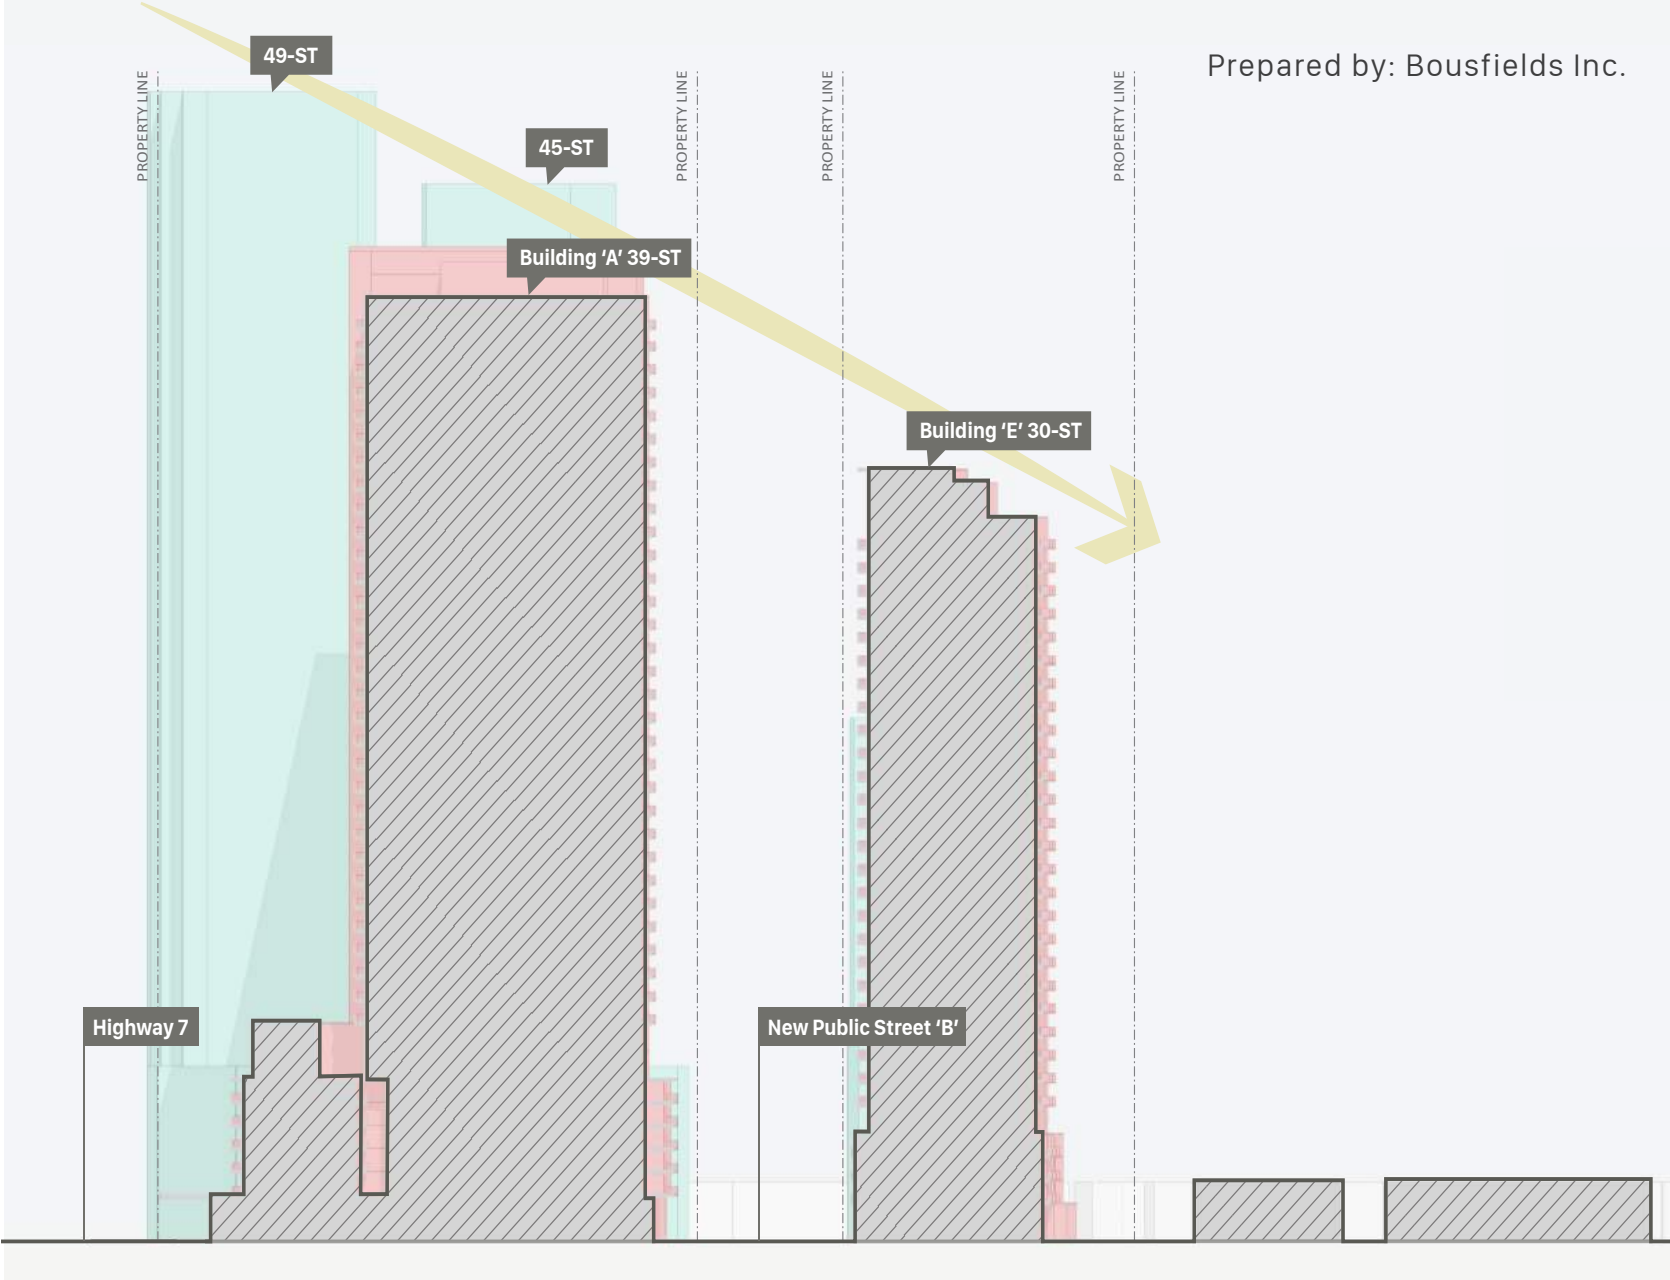 Prepared by: Bousfields Inc.
49-ST
PROPERTY LINE
PROPERTY LINE
PROPERTY LINE
PROPERTY LINE
45-ST
Building ‘A’ 39-ST
Building ‘E’ 30-ST
Highway 7
New Public Street ‘B’